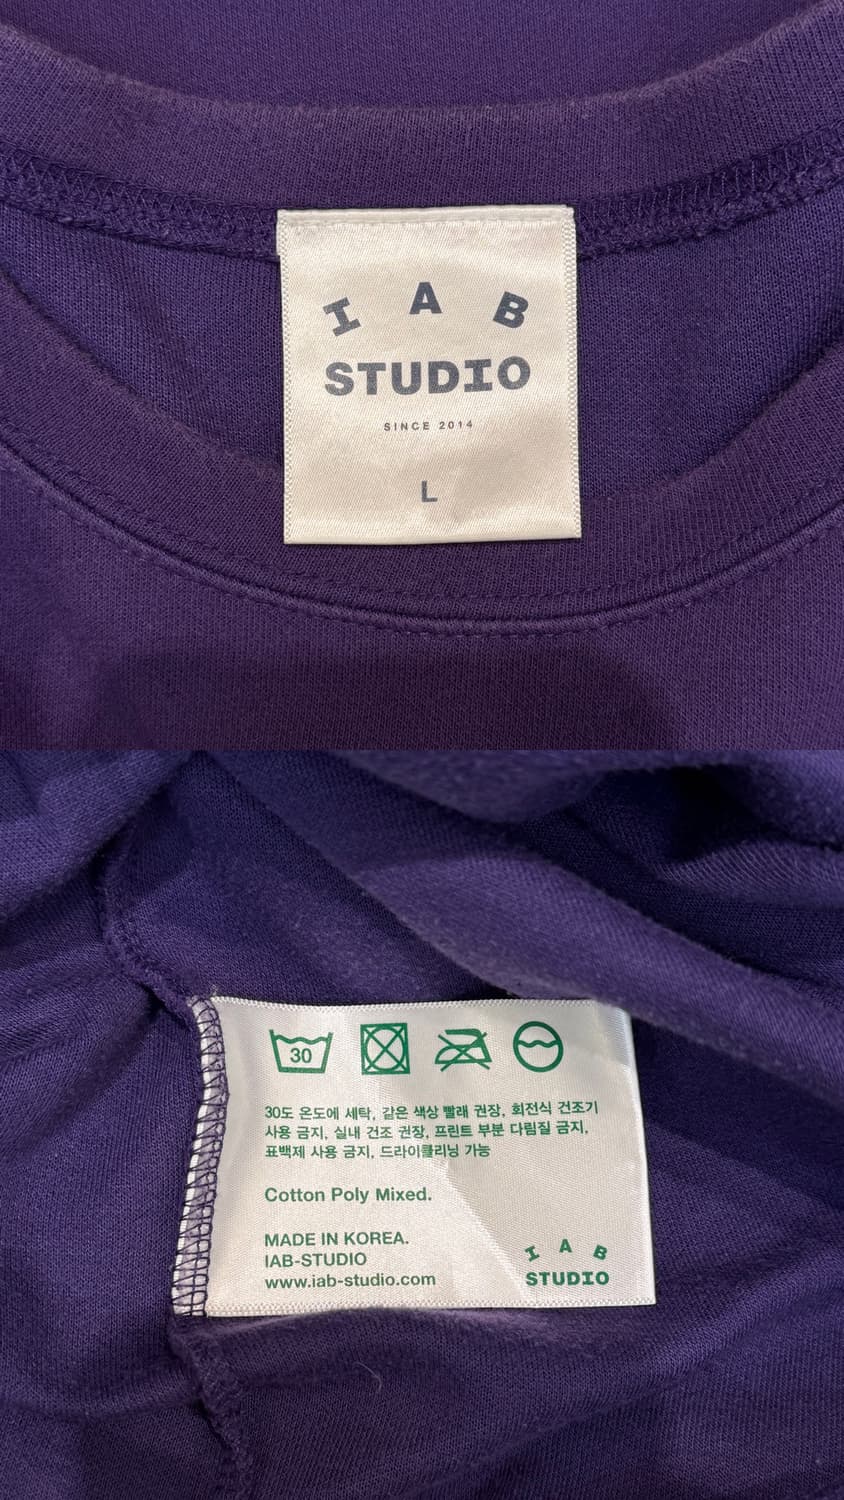 I A B
STUDIO
SINCE 2014
L
30
30도 온도에 세탁, 같은 색상 빨래 권장, 회전식 건조기
사용 금지, 실내 건조 권장, 프린트 부분 다림질 금지,
표백제 사용 금지, 드라이클리닝 가능
Cotton Poly Mixed.
MADE IN KOREA.
IAB-STUDIO
www.iab-studio.com
I A B
STUDIO